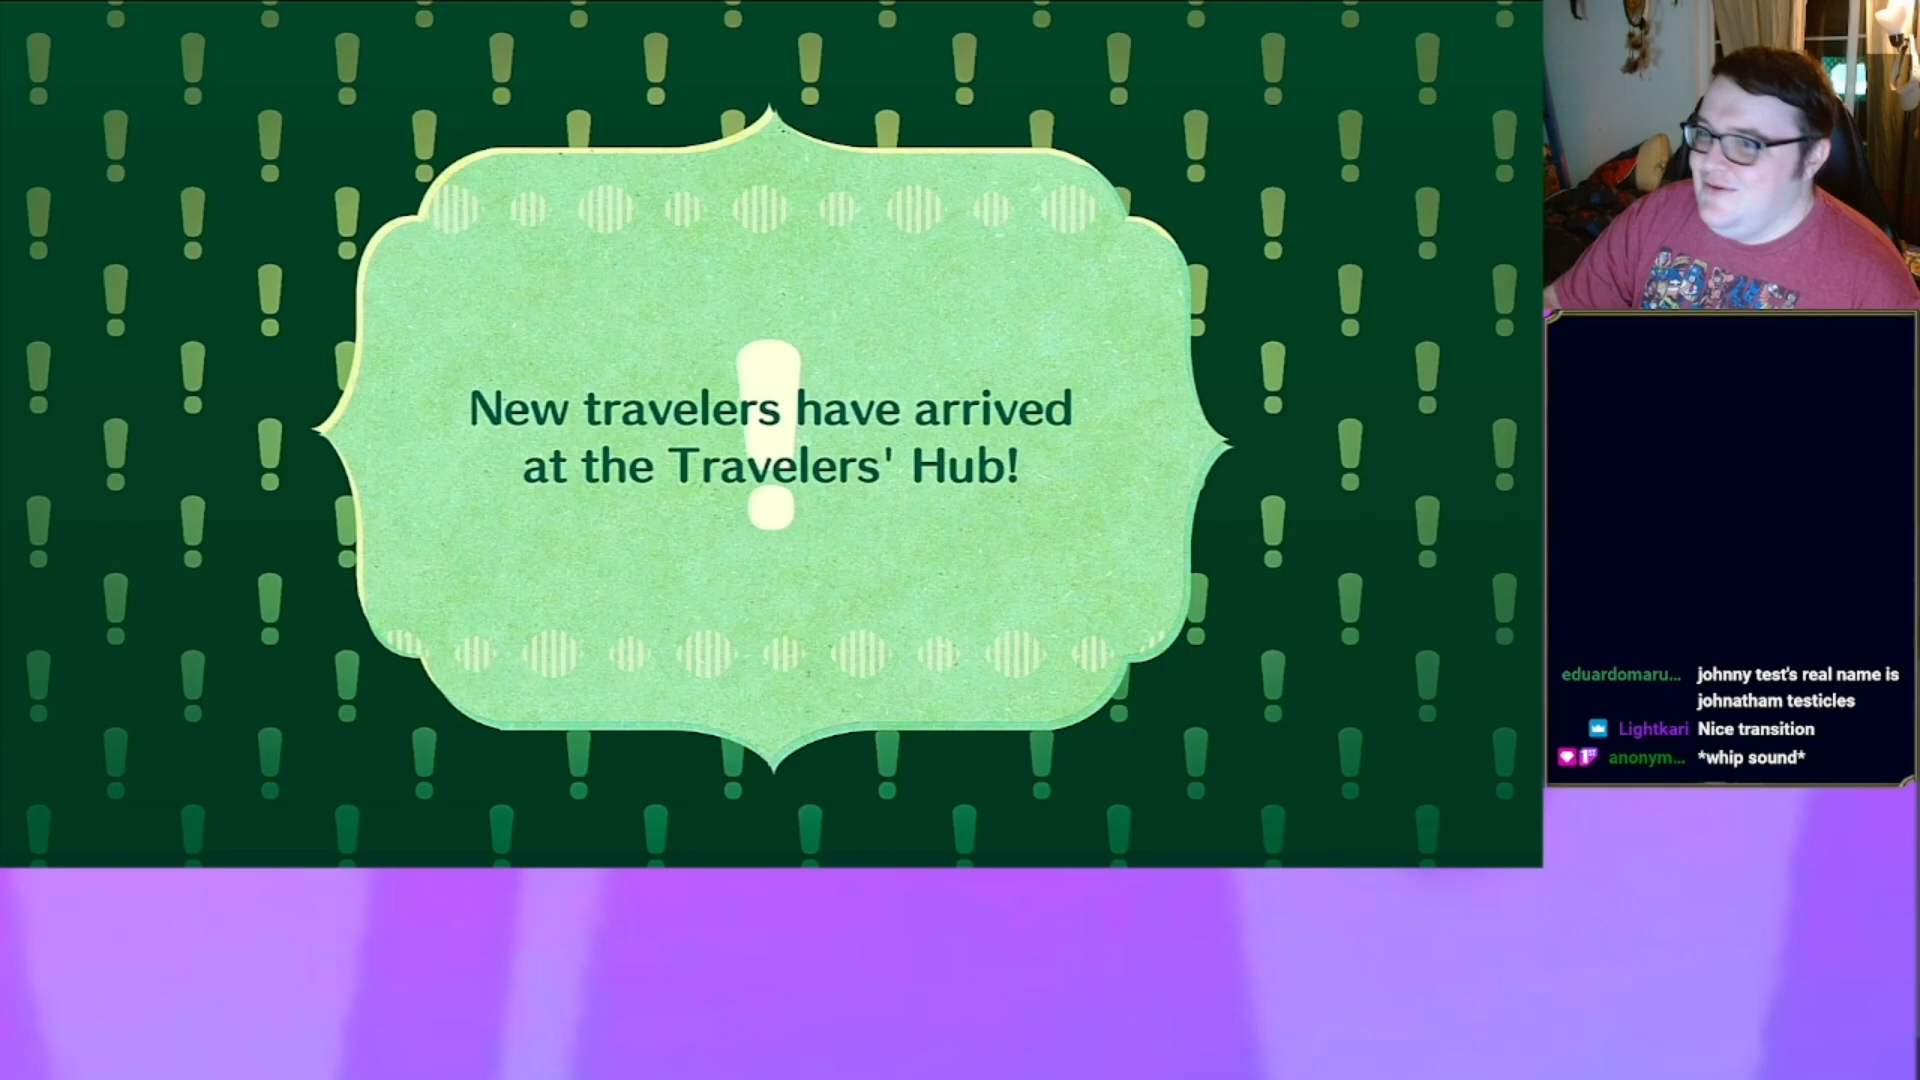 New travelers have arrived
at the Travelers' Hub!
eduardomaru... johnny test's real name is
johnatham testicles
Lightkari Nice transition
anonym... *whip sound*